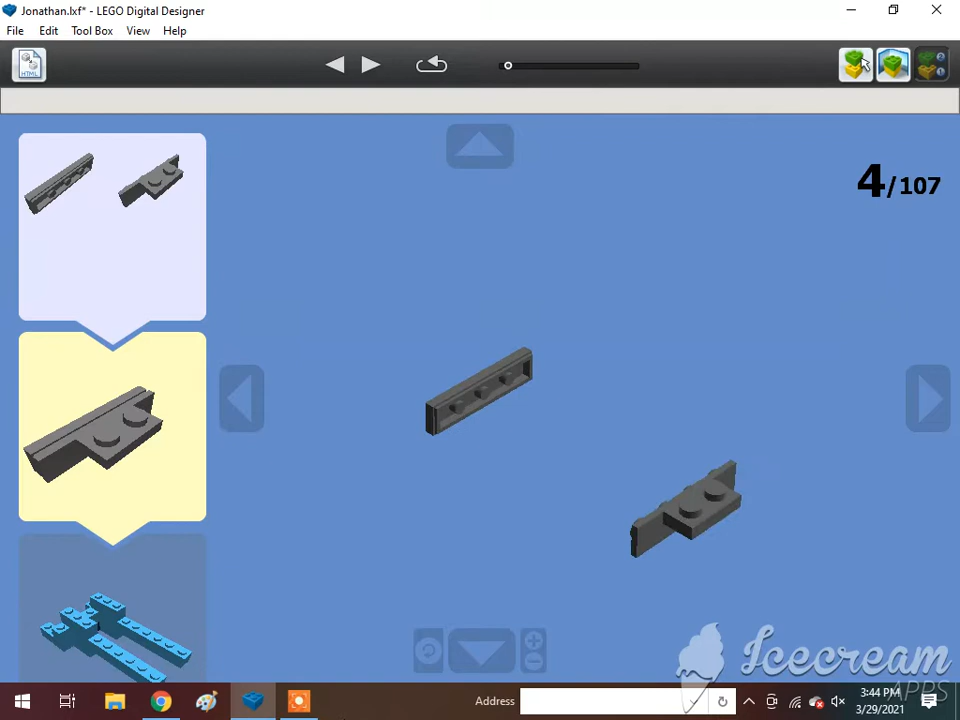 Jonathan.lxf* - LEGO Digital Designer
File Edit Tool Box View Help
HTML
4/107
Icecream
APPS
Address
3:44 PM
3/29/2021